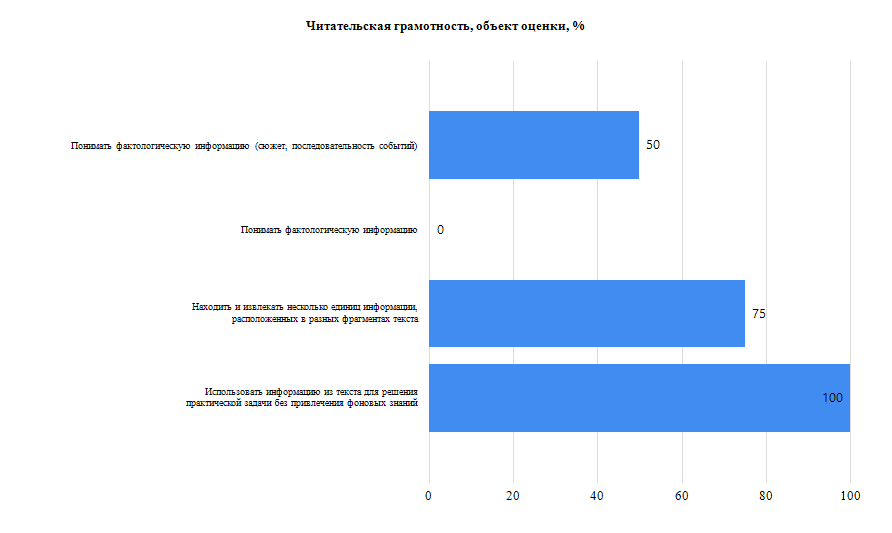 Читательская грамотность, объект оценки, %
Понимать фактологическую информацию (сюжет, последовательность событий)
50
Понимать фактологическую информацию
0
Находить и извлекать несколько единиц информации,
расположенных в разных фрагментах текста
75
Использовать информацию из текста для решения
практической задачи без привлечения фоновых знаний
100
0 20 40 60 80 100